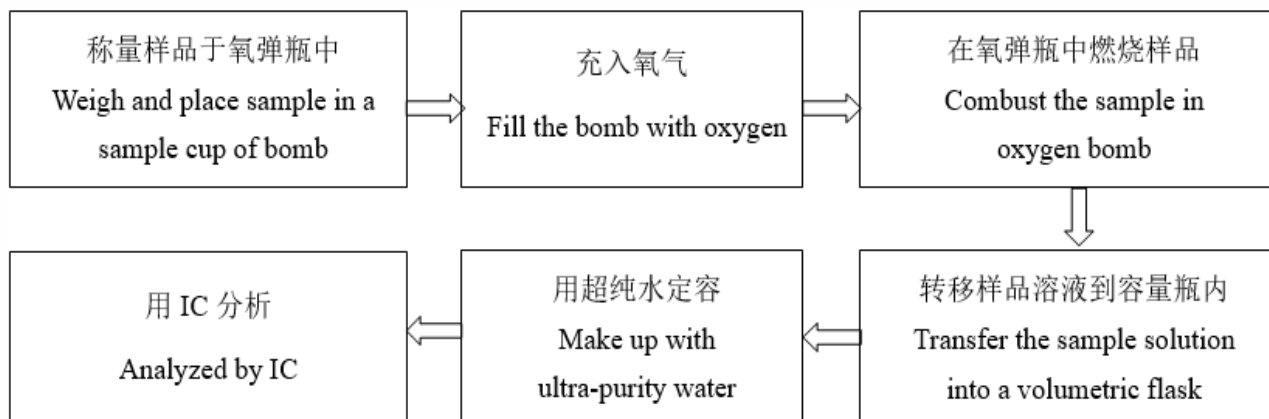 称量样品于氧弹瓶中
Weigh and place sample in a
sample cup of bomb
充入氧气
Fill the bomb with oxygen
在氧弹瓶中燃烧样品
Combust the sample in
oxygen bomb
转移样品溶液到容量瓶内
Transfer the sample solution
into a volumetric flask
用超纯水定容
Make up with
ultra-purity water
用 IC 分析
Analyzed by IC